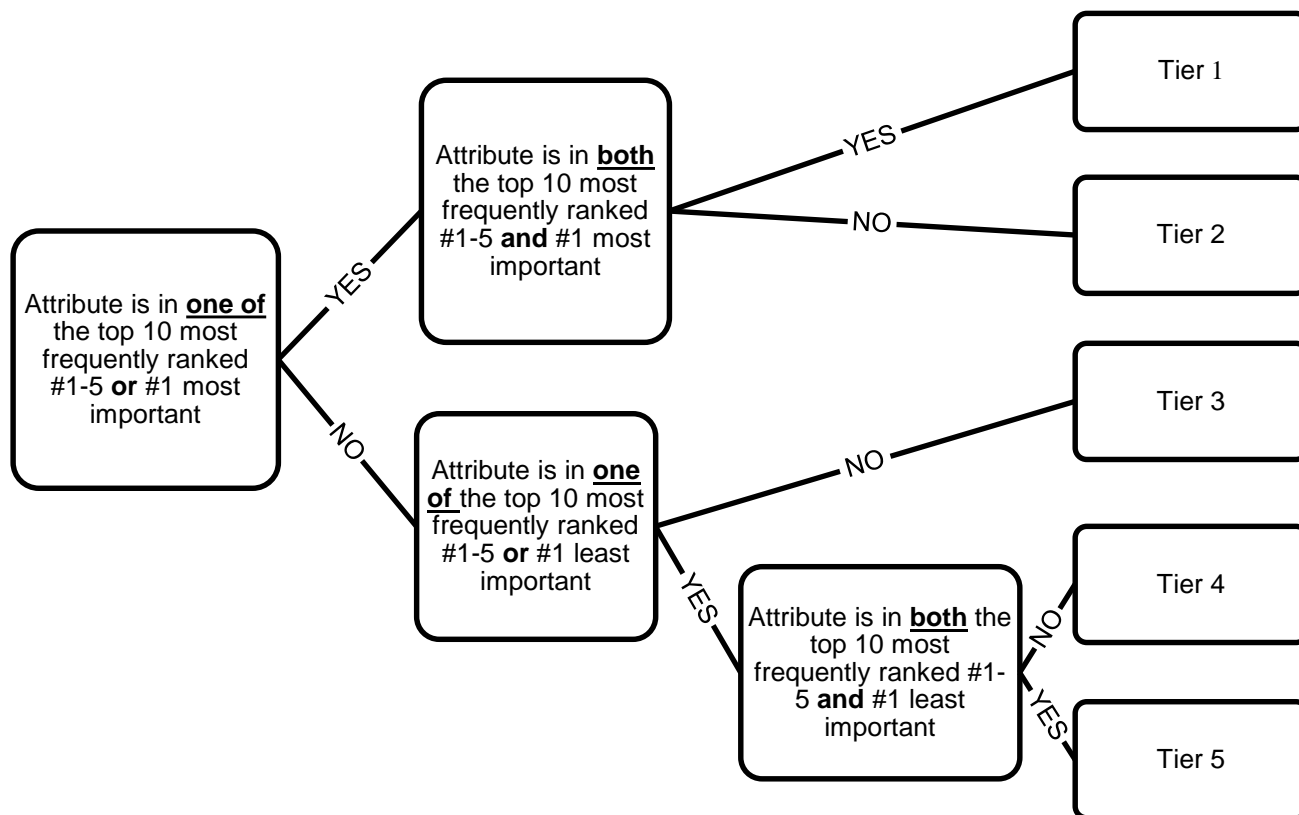 Attribute is in one of
the top 10 most
frequently ranked
#1-5 or #1 most
important
YES
NO
Attribute is in both
the top 10 most
frequently ranked
#1-5 and #1 most
important
YES
NO
Attribute is in one
of the top 10 most
frequently ranked
#1-5 or #1 least
important
NO
YES
Attribute is in both the
top 10 most
frequently ranked #1-
5 and #1 least
important
NO
YES
Tier 1
Tier 2
Tier 3
Tier 4
Tier 5